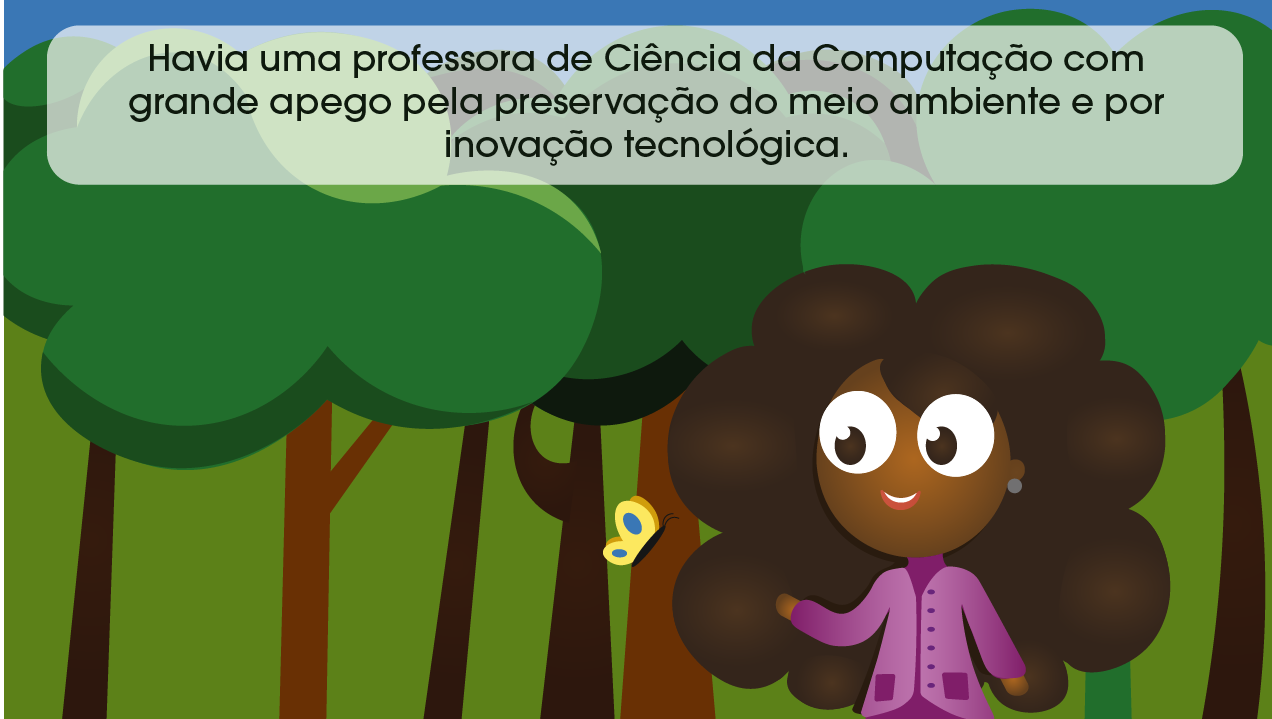 Havia uma professora de Ciência da Computação com
grande apego pela preservação do meio ambiente e por
inovação tecnológica.